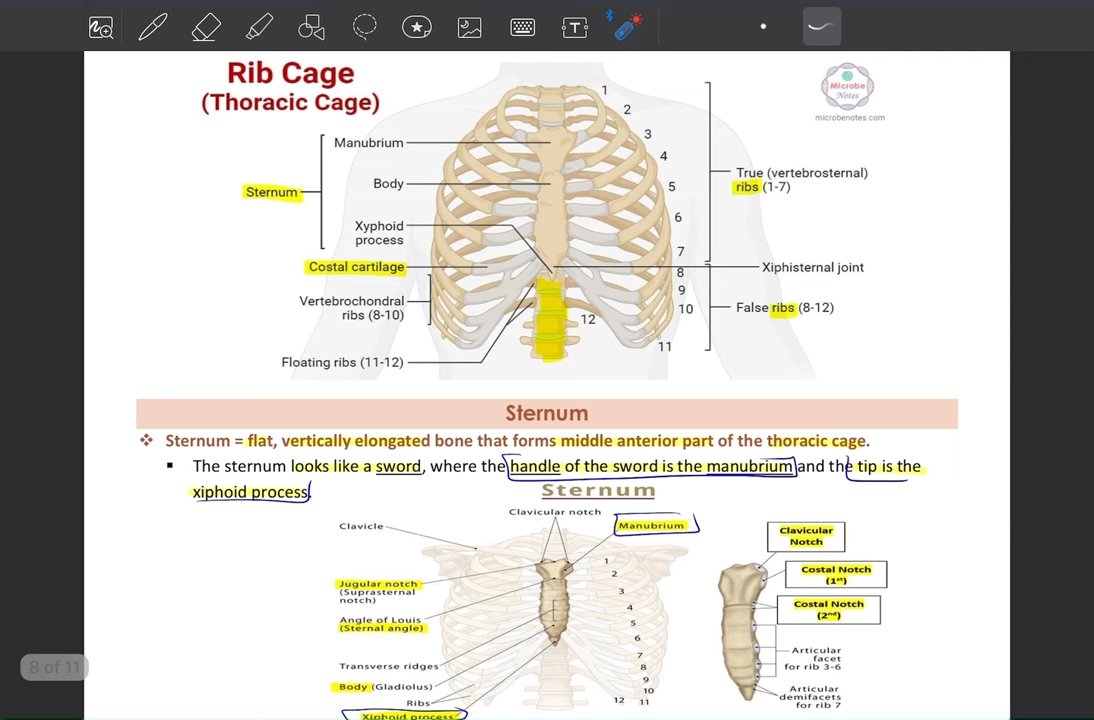 Rib Cage
(Thoracic Cage)
Microbe
Notes
microbenotes.com
Manubrium
Body
Sternum
Xyphoid
process
Costal cartilage
Vertebrochondral
ribs (8-10)
Floating ribs (11-12)
1
2
3
4
5
6
7
8
9
10
11
12
True (vertebrosternal)
ribs (1-7)
Xiphisternal joint
False ribs (8-12)
Sternum
❖ Sternum = flat, vertically elongated bone that forms middle anterior part of the thoracic cage.
▪ The sternum looks like a sword, where the handle of the sword is the manubrium and the tip is the
xiphoid process.
Sternum
Clavicular notch
Clavicle
Manubrium
Jugular notch
(Suprasternal
notch)
Angle of Louis
(Sternal angle)
Transverse ridges
Body (Gladiolus)
Ribs
Xiphoid process
1
2
3
4
5
6
7
8
9
10
11
12
Clavicular
Notch
Costal Notch
(1st)
Costal Notch
(2nd)
Articular
facet
for rib 3-6
Articular
demifacets
for rib 7
8 of 11
T